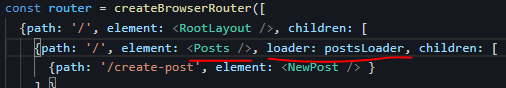 const router = createBrowserRouter([
{path: '/', element: <RootLayout />, children: [
{path: '/', element: <Posts />, loader: postsLoader, children: [
{path: '/create-post', element: <NewPost /> }
] }